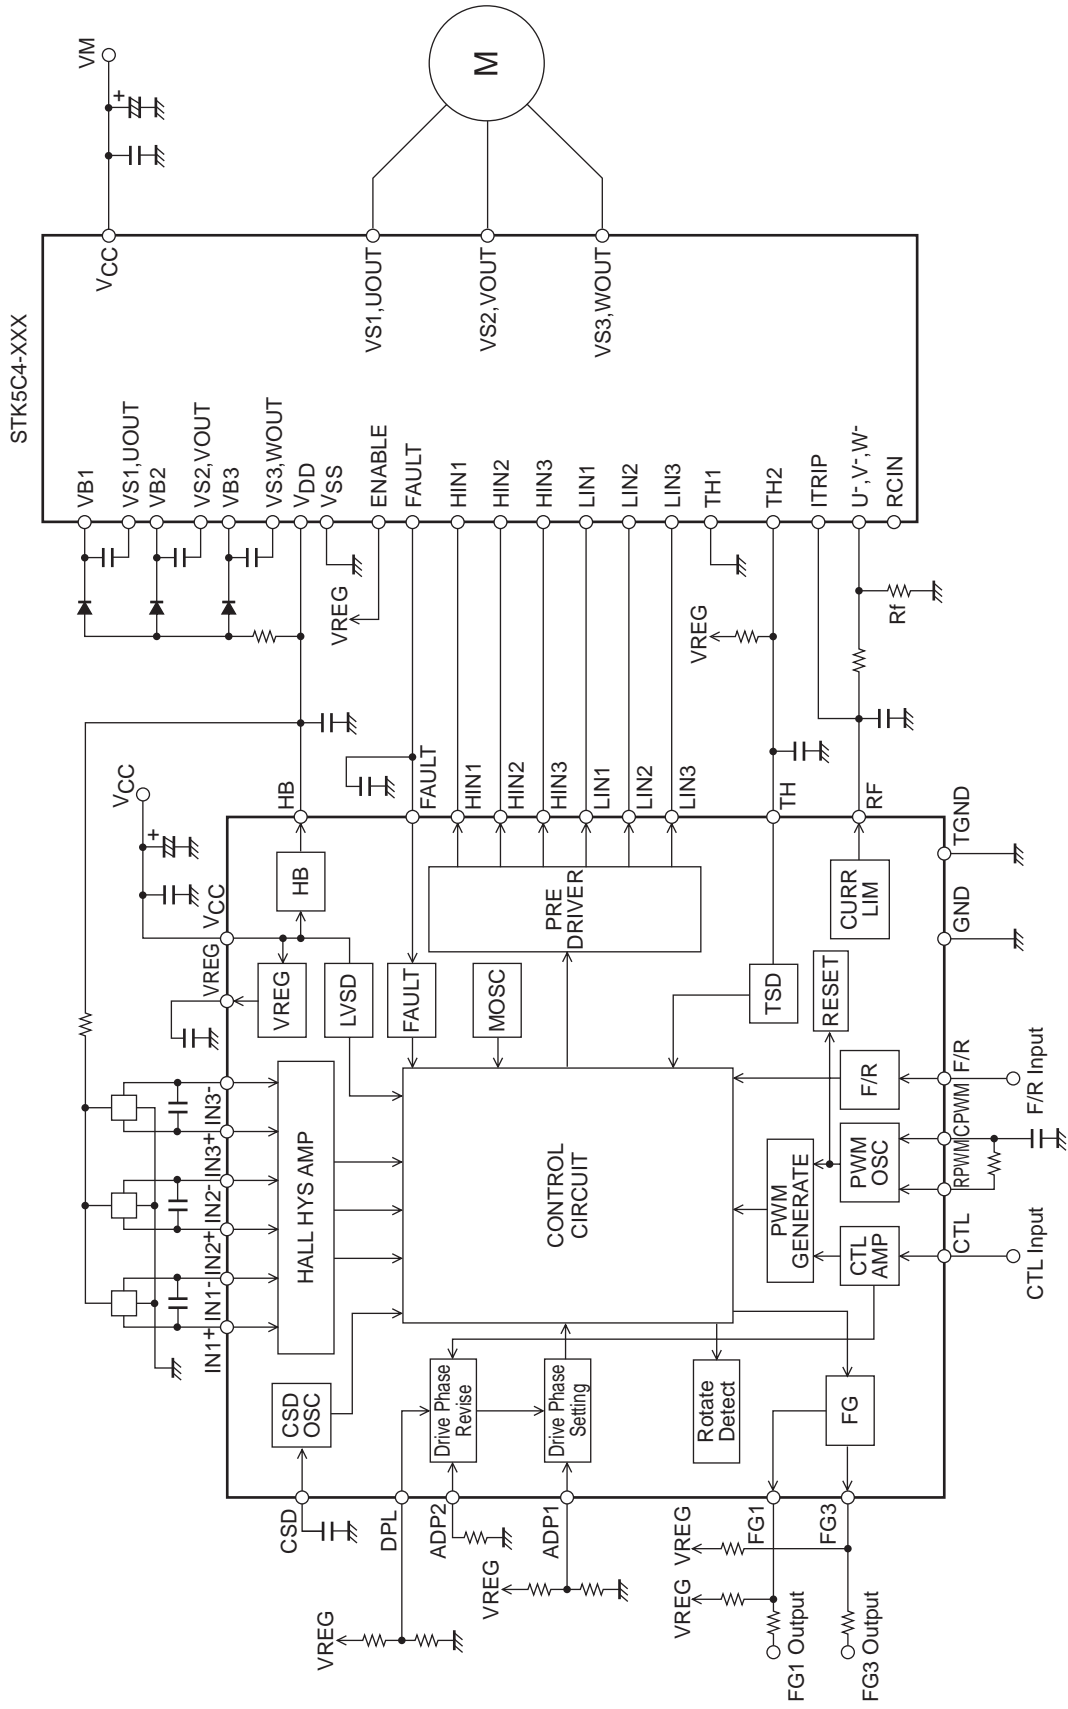 STK5C4-XXX
VM
+
M
VCC
VS1,UOUT
VS2,VOUT
VS3,WOUT
VB1
VS1,UOUT
VB2
VS2,VOUT
VB3
VS3,WOUT
VDD
VSS
ENABLE
FAULT
HIN1
HIN2
HIN3
LIN1
LIN2
LIN3
TH1
TH2
ITRIP
U-,V-,W-
RCIN
VREG
VREG
Rf
VCC
+
HB
FAULT
HIN1
HIN2
HIN3
LIN1
LIN2
LIN3
TH
RF
TGND
GND
VCC
VREG
HB
PRE
DRIVER
CURR
LIM
VREG
LVSD
FAULT
MOSC
TSD
RESET
IN3-
IN3+
IN2-
IN2+
IN1-
IN1+
HALL HYS AMP
CONTROL
CIRCUIT
F/R
F/R
F/R Input
PWM
GENERATE
PWM
OSC
CPWM
RPWM
CTL
AMP
CTL
CTL Input
CSD
OSC
Drive Phase
Revise
Drive Phase
Setting
Rotate
Detect
FG
CSD
DPL
ADP2
ADP1
FG1
FG3
VREG
VREG
VREG
VREG
FG1 Output
FG3 Output